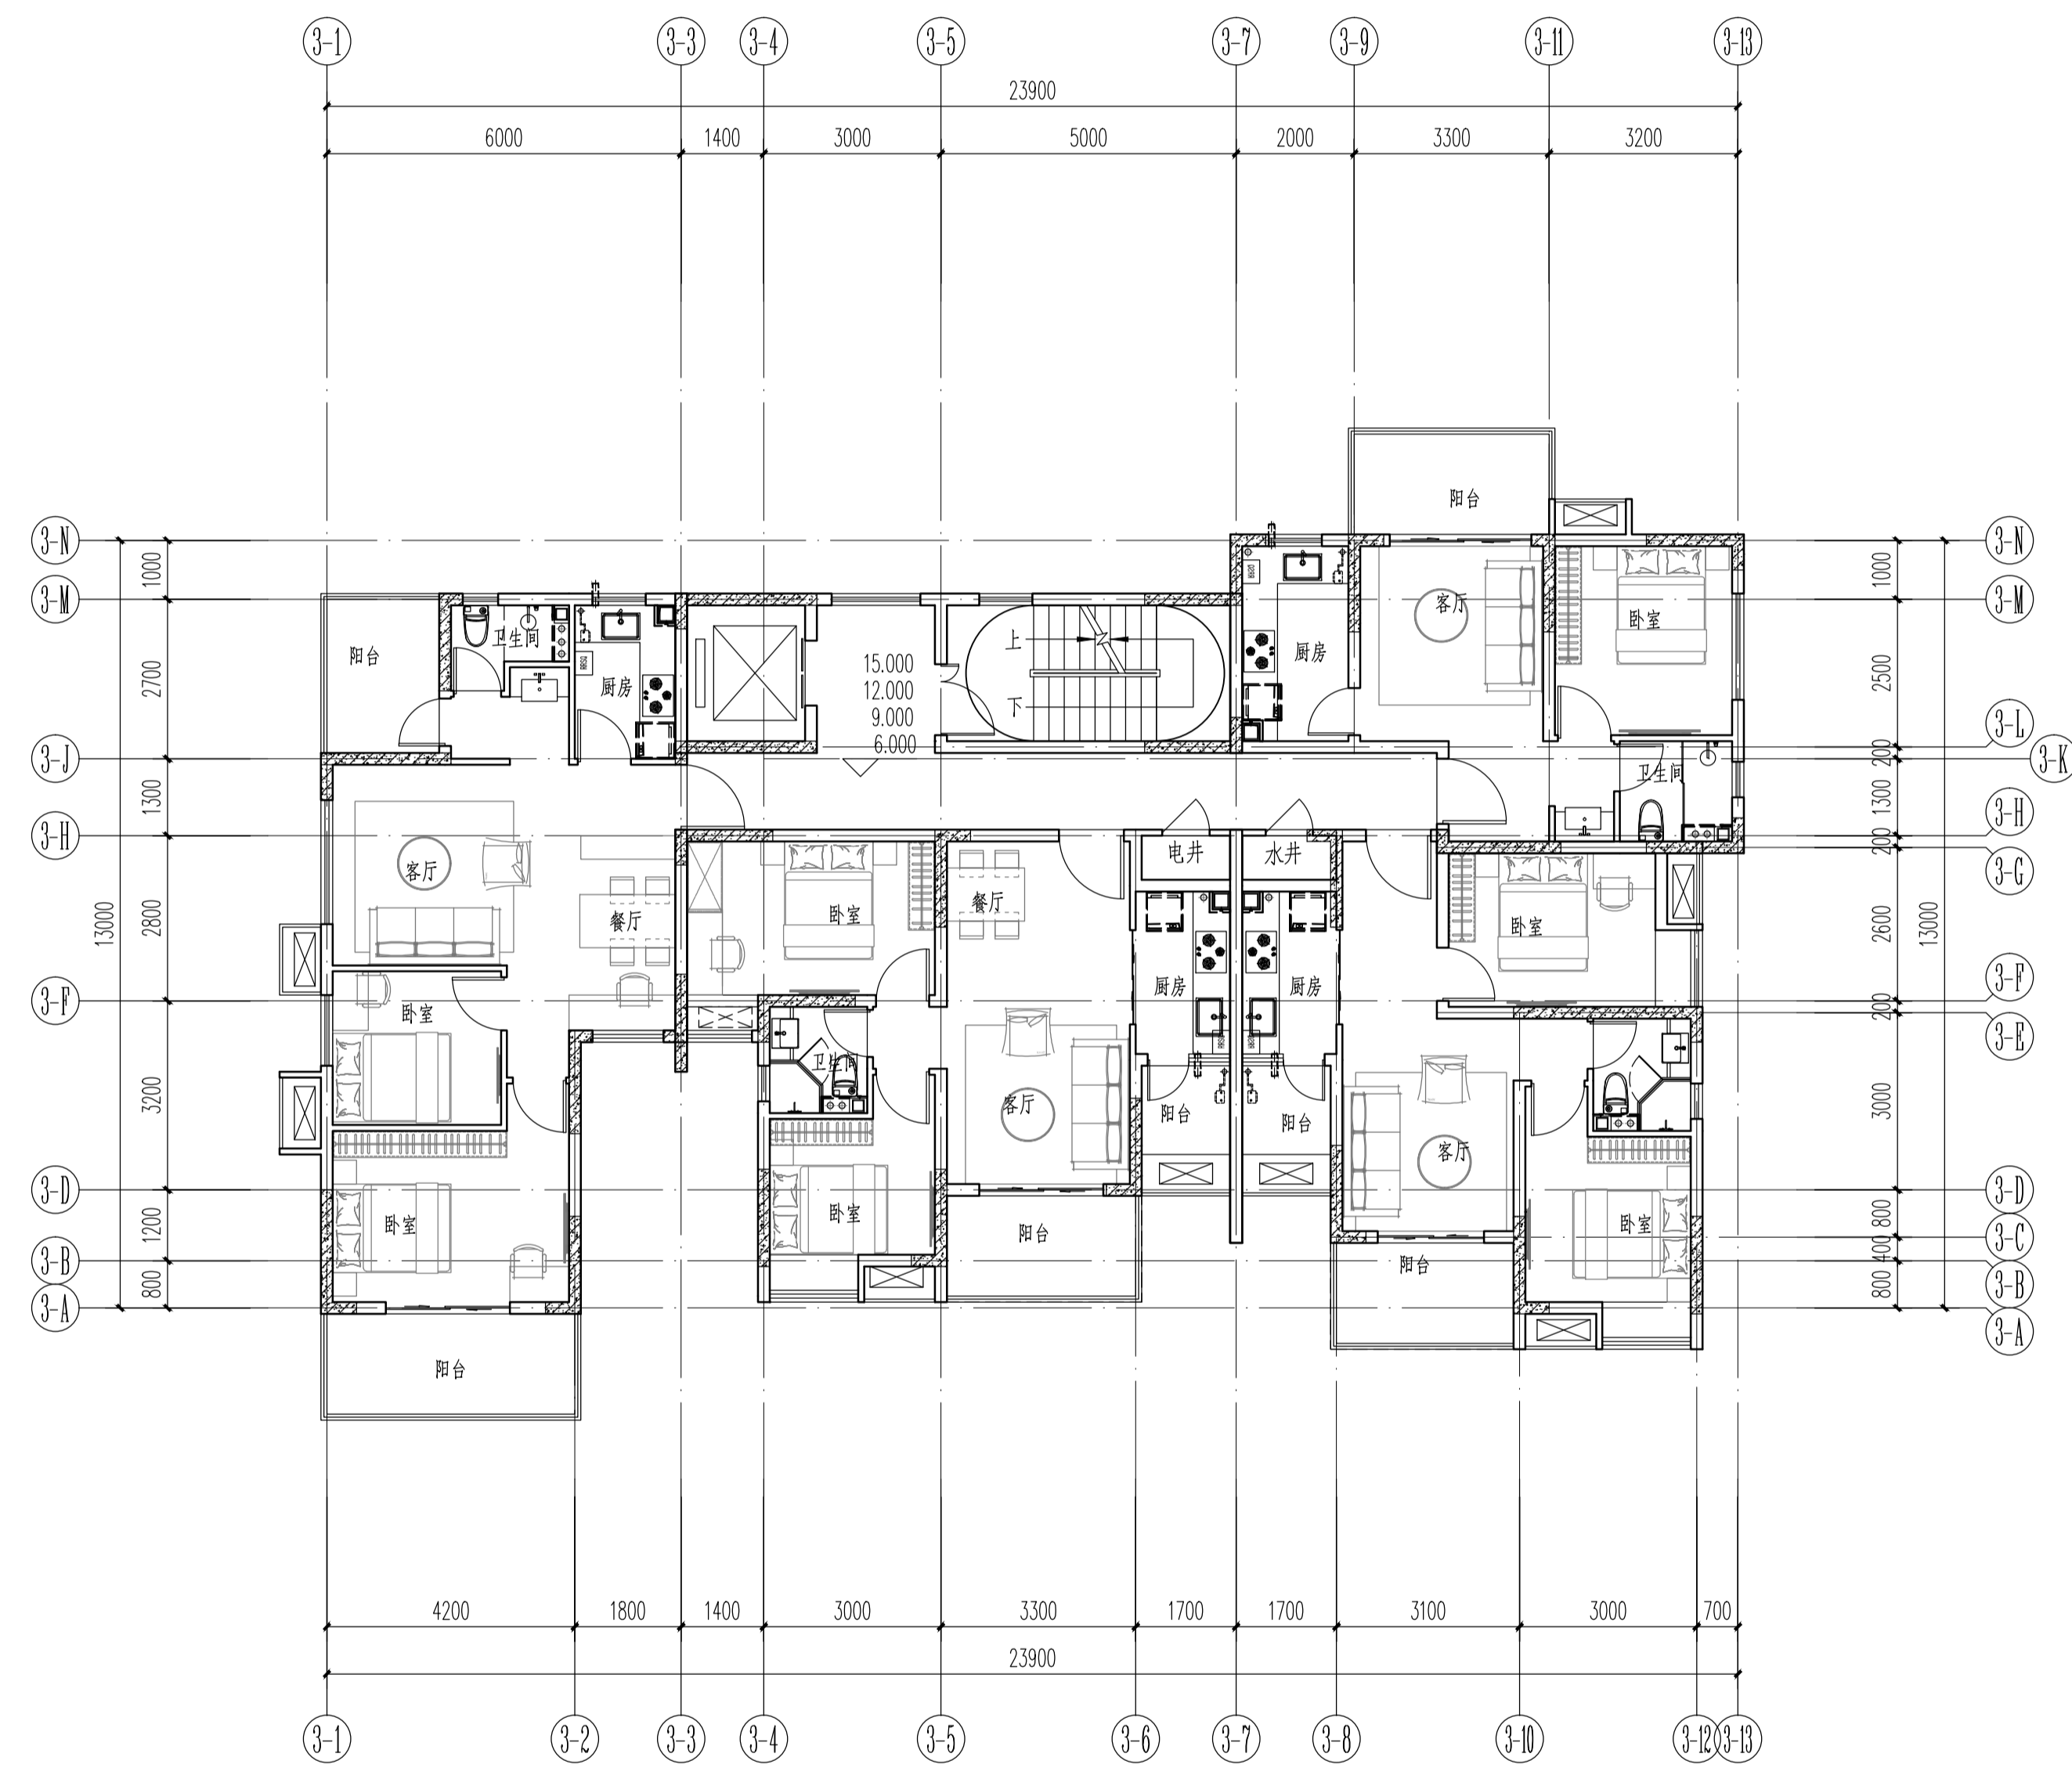 3-1 3-3 3-4 3-5 3-7 3-9 3-11 3-13
23900
6000 1400 3000 5000 2000 3300 3200
阳台
3-N 3-N
1000 1000
3-M 3-M
客厅
卧室
上
卫生间
阳台
厨房
15.000
厨房
2700 2500
12.000
下
9.000
6.000
3-L
200
3-J 3-K
卫生间
1300 1300
3-H 3-H
200
电井 水井
客厅
3-G
餐厅
卧室
餐厅
卧室
13000 2800 2600 13000
厨房 厨房
3-F 3-F
卧室
200
3-E
卫生间
3200 3000
客厅
阳台 阳台
客厅
3-D 3-D
卧室
卧室
卧室
1200 800
阳台
3-C
400
阳台
3-B 3-B
800 800
3-A 3-A
阳台
4200 1800 1400 3000 3300 1700 1700 3100 3000 700
23900
3-1 3-2 3-3 3-4 3-5 3-6 3-7 3-8 3-10 3-12 3-13